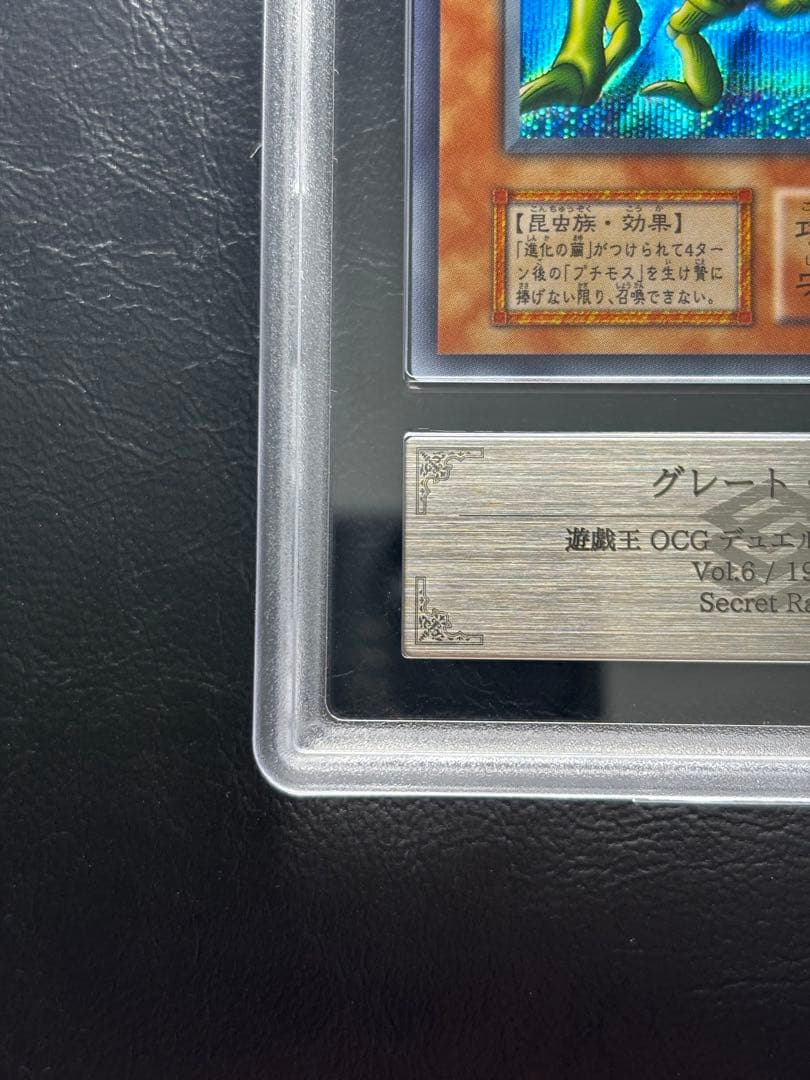 【昆虫族・効果】
「進化の繭」がつけられて4ター
ン後の「プチモス」を生け贄に
捧げない限り、召喚できない。
グレート
遊戯王 OCG デュエル
Vol.6 / 19
Secret Ra